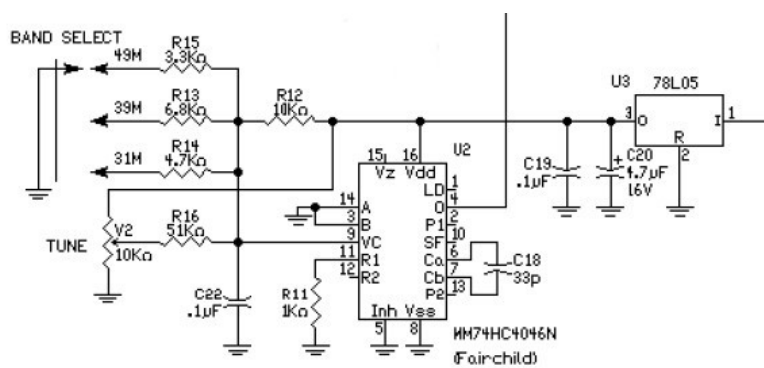 BAND SELECT
49M
R15
3.3KΩ
39M
R13
6.8KΩ
R12
10KΩ
31M
R14
4.7KΩ
U3
78L05
3
O
I
1
R
2
C19
.1µF
C20
+
4.7µF
16V
U2
15
16
Vz
Vdd
LD
1
14
A
O
4
3
B
P1
2
9
VC
SF
10
11
R1
Ca
6
12
R2
Cb
7
P2
13
Inh
Vss
5
8
TUNE
V2
10KΩ
R16
51KΩ
C22
.1µF
R11
1KΩ
C18
33p
MM74HC4046N
(Fairchild)